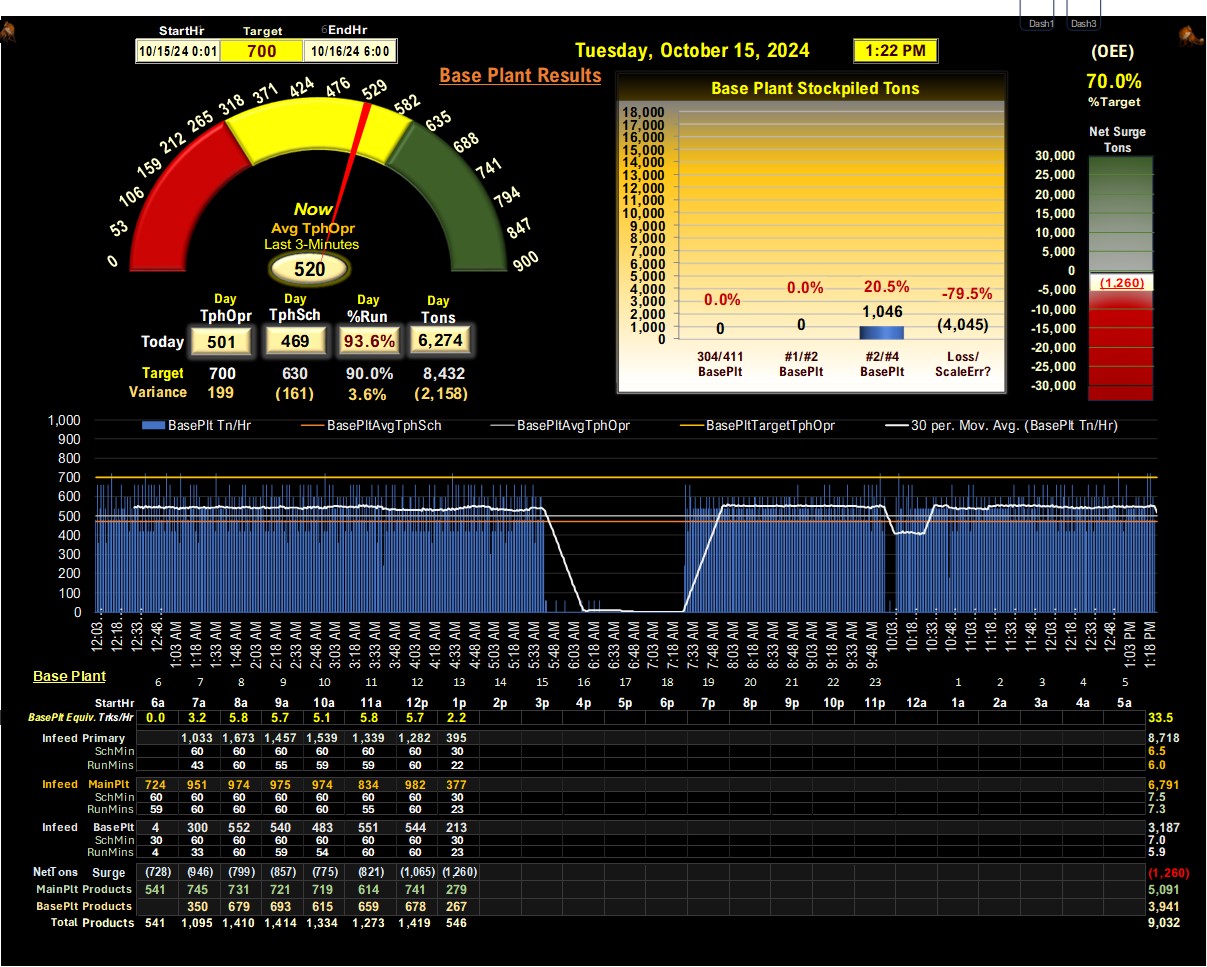 Dash1 Dash3
StartHr Target 6EndHr
10/15/24 0:01 700 10/16/24 6:00
Tuesday, October 15, 2024 1:22 PM
(OEE)
70.0%
%Target
Base Plant Results
0 53 106 159 212 265 318 371 424 476 529 582 635 688 741 794 847 900
Now
Avg TphOpr
Last 3-Minutes
520
Day Day Day Day
TphOpr TphSch %Run Tons
Today 501 469 93.6% 6,274
Target 700 630 90.0% 8,432
Variance 199 (161) 3.6% (2,158)
Base Plant Stockpiled Tons
18,000
17,000
16,000
15,000
14,000
13,000
12,000
11,000
10,000
9,000
8,000
7,000
6,000
5,000
4,000
3,000
2,000
1,000
0
0.0% 0.0% 20.5% -79.5%
0 0 1,046 (4,045)
304/411 #1/#2 #2/#4 Loss/
BasePlt BasePlt BasePlt ScaleErr?
Net Surge
Tons
30,000
25,000
20,000
15,000
10,000
5,000
0
(1,260)
-5,000
-10,000
-15,000
-20,000
-25,000
-30,000
BasePlt Tn/Hr BasePltAvgTphSch BasePltAvgTphOpr BasePltTargetTphOpr 30 per. Mov. Avg. (BasePlt Tn/Hr)
1,000
900
800
700
600
500
400
300
200
100
0
12:03.. 12:18.. 12:33.. 12:48.. 1:03 AM 1:18 AM 1:33 AM 1:48 AM 2:03 AM 2:18 AM 2:33 AM 2:48 AM 3:03 AM 3:18 AM 3:33 AM 3:48 AM 4:03 AM 4:18 AM 4:33 AM 4:48 AM 5:03 AM 5:18 AM 5:33 AM 5:48 AM 6:03 AM 6:18 AM 6:33 AM 6:48 AM 7:03 AM 7:18 AM 7:33 AM 7:48 AM 8:03 AM 8:18 AM 8:33 AM 8:48 AM 9:03 AM 9:18 AM 9:33 AM 9:48 AM 10:03.. 10:18.. 10:33.. 10:48.. 11:03.. 11:18.. 11:33.. 11:48.. 12:03.. 12:18.. 12:33.. 12:48.. 1:03 PM 1:18 PM
Base Plant
6 7 8 9 10 11 12 13 14 15 16 17 18 19 20 21 22 23 1 2 3 4 5
StartHr 6a 7a 8a 9a 10a 11a 12p 1p 2p 3p 4p 5p 6p 7p 8p 9p 10p 11p 12a 1a 2a 3a 4a 5a
BasePlt Equiv. Trks/Hr 0.0 3.2 5.8 5.7 5.1 5.8 5.7 2.2 33.5
Infeed Primary 1,033 1,673 1,457 1,539 1,339 1,282 395 8,718
SchMin 60 60 60 60 60 60 30 6.5
RunMins 43 60 55 59 59 60 22 6.0
Infeed MainPlt 724 951 974 975 974 834 982 377 6,791
SchMin 60 60 60 60 60 60 60 30 7.5
RunMins 59 60 60 60 60 55 60 23 7.3
Infeed BasePlt 4 300 552 540 483 551 544 213 3,187
SchMin 30 60 60 60 60 60 60 30 7.0
RunMins 4 33 60 59 54 60 60 23 5.9
NetTons Surge (728) (946) (799) (857) (775) (821) (1,065) (1,260) (1,260)
MainPlt Products 541 745 731 721 719 614 741 279 5,091
BasePlt Products 350 679 693 615 659 678 267 3,941
Total Products 541 1,095 1,410 1,414 1,334 1,273 1,419 546 9,032